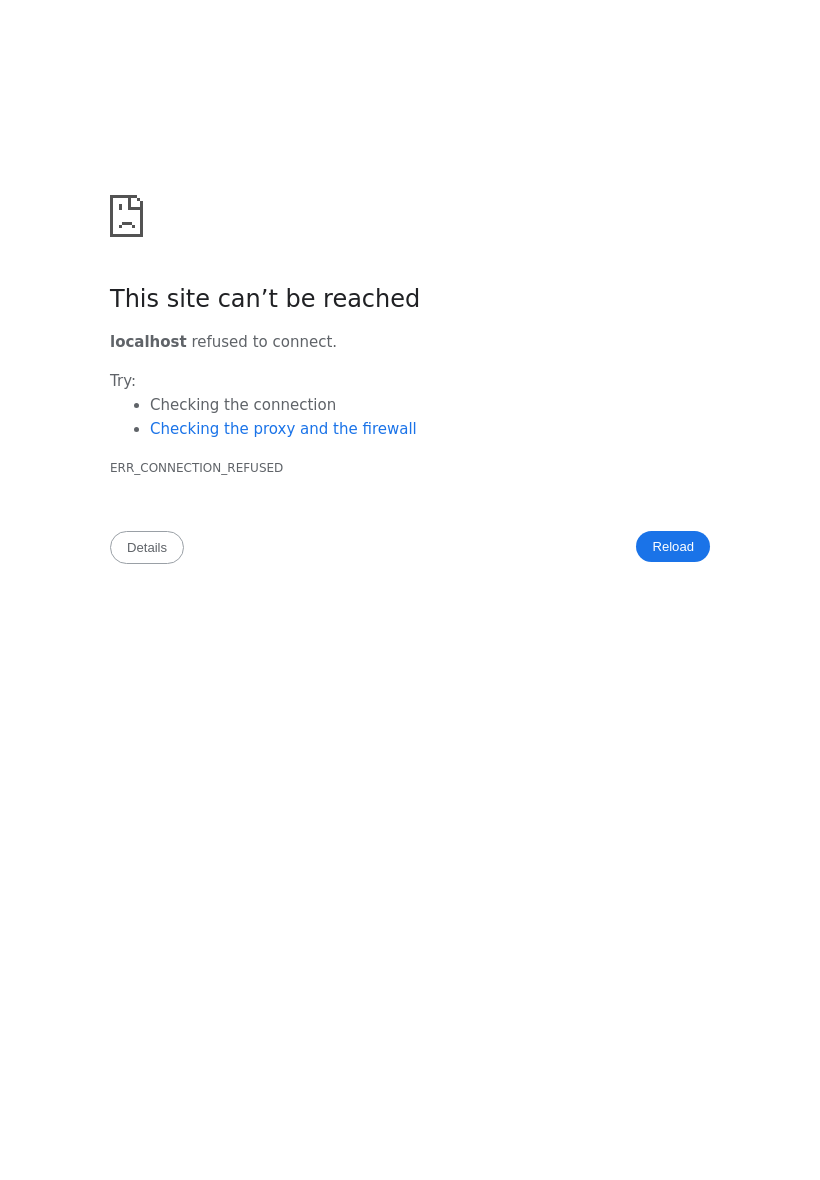 This site can’t be reached
localhost refused to connect.
Try:
Checking the connection
Checking the proxy and the firewall
ERR_CONNECTION_REFUSED
Details
Reload